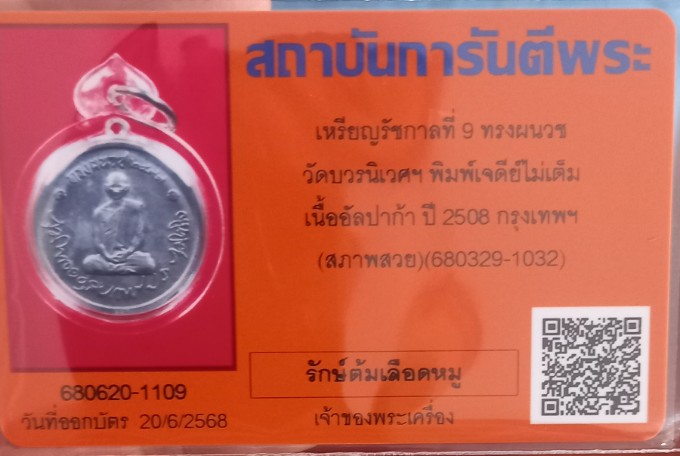 สถาบันการันตีพระ
เหรียญรัชกาลที่ 9 ทรงผนวช
วัดบวรนิเวศฯ พิมพ์เจดีย์ไม่เต็ม
เนื้ออัลปาก้า ปี 2508 กรุงเทพฯ
(สภาพสวย)(680329-1032)
รักษ์ต้มเลือดหมู
เจ้าของพระเครื่อง
680620-1109
วันที่ออกบัตร 20/6/2568